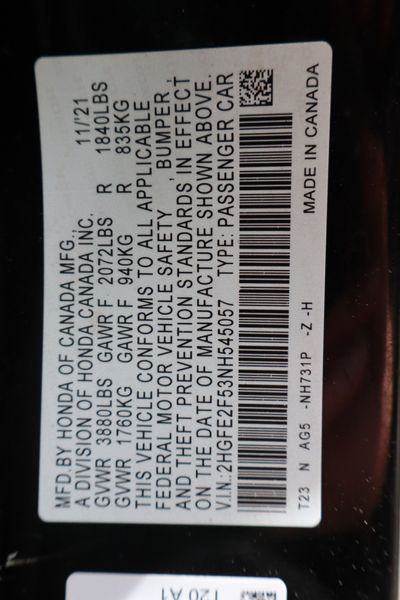 MFD BY HONDA OF CANADA MFG., 11/'21
A DIVISION OF HONDA CANADA INC.
GVWR 3880LBS GAWR F 2072LBS R 1840LBS
GVWR 1760KG GAWR F 940KG R 835KG
THIS VEHICLE CONFORMS TO ALL APPLICABLE
FEDERAL MOTOR VEHICLE SAFETY , BUMPER ,
AND THEFT PREVENTION STANDARDS IN EFFECT
ON THE DATE OF MANUFACTURE SHOWN ABOVE.
V.I.N.:2HGFE2F53NH545057 TYPE: PASSENGER CAR
T23 N AG5 -NH731P -Z -H MADE IN CANADA
T20 A1